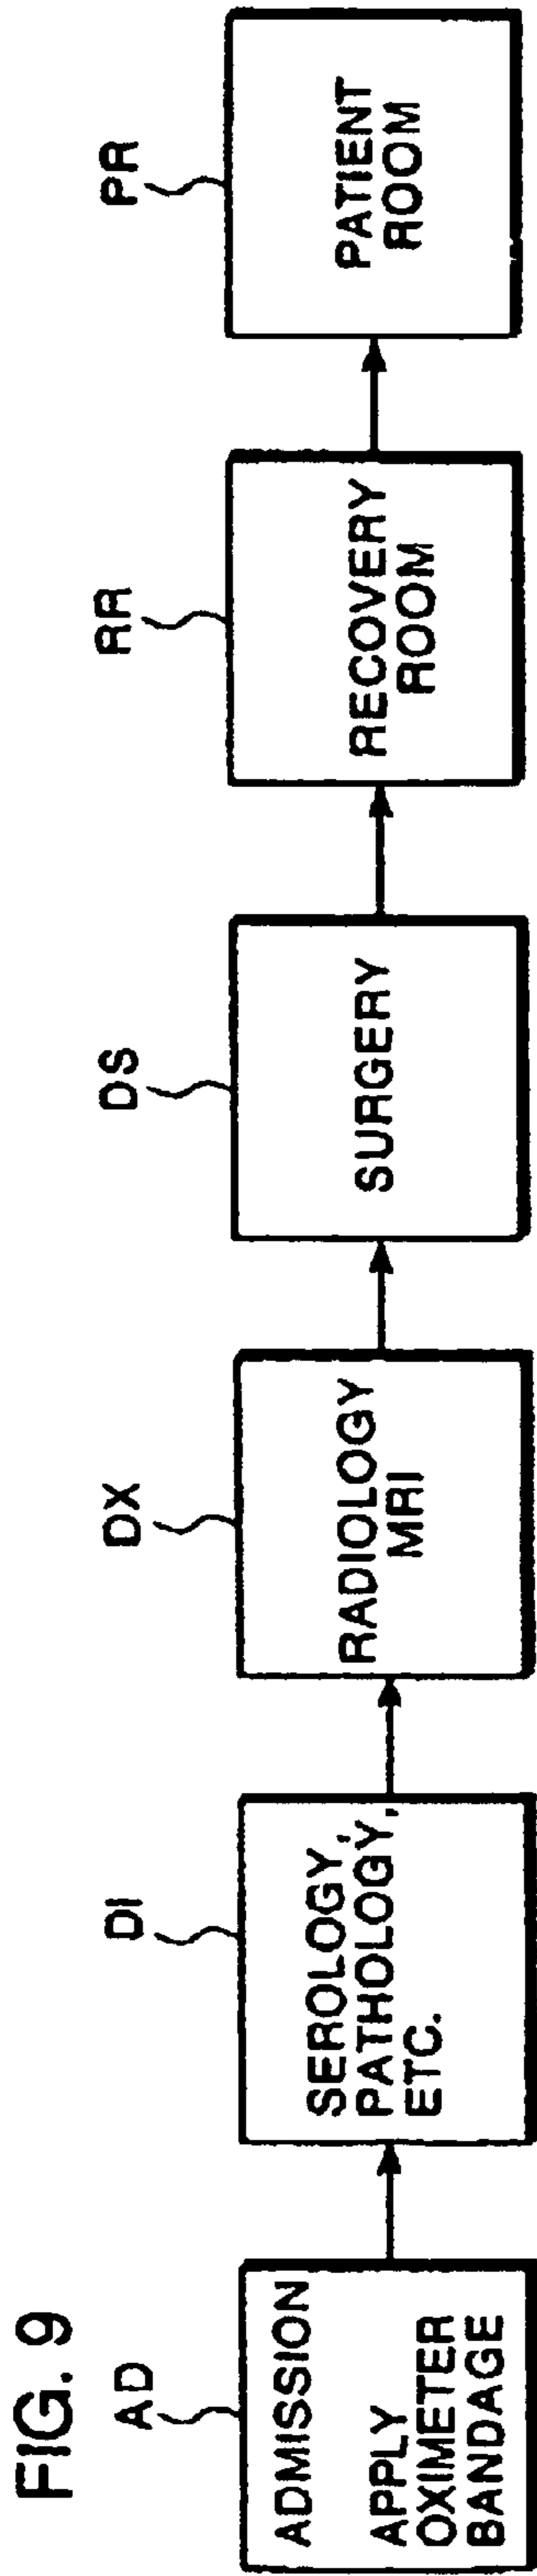 FIG. 9
AD
ADMISSION
APPLY
OXIMETER
BANDAGE
DI
SEROLOGY,
PATHOLOGY,
ETC.
DX
RADIOLOGY
MRI
DS
SURGERY
RR
RECOVERY
ROOM
PR
PATIENT
ROOM